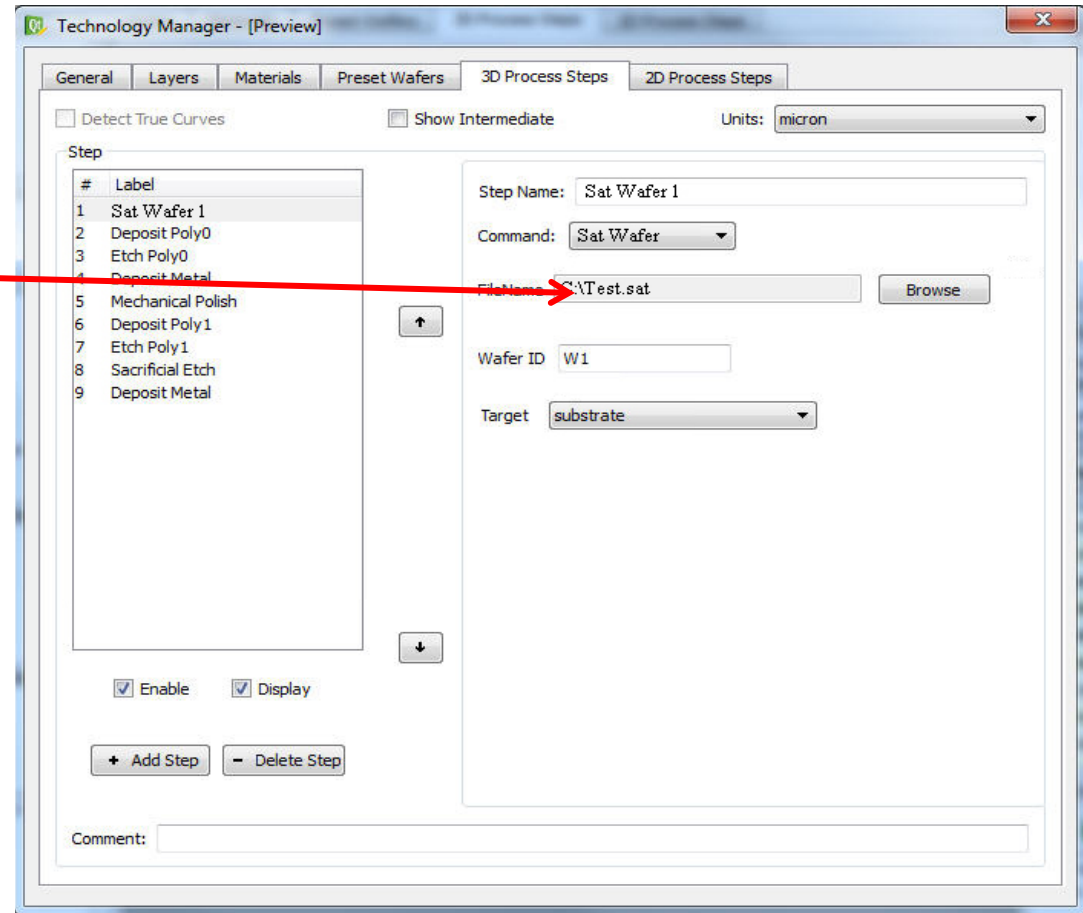 Technology Manager - [Preview]
General Layers Materials Preset Wafers 3D Process Steps 2D Process Steps
Detect True Curves Show Intermediate Units: micron
Step
# Label
1 Sat Wafer 1
2 Deposit Poly0
3 Etch Poly0
4 Deposit Metal
5 Mechanical Polish
6 Deposit Poly1
7 Etch Poly1
8 Sacrificial Etch
9 Deposit Metal
Step Name: Sat Wafer 1
Command: Sat Wafer
FileName C:\Test.sat Browse
Wafer ID W1
Target substrate
Enable Display
+ Add Step - Delete Step
Comment: